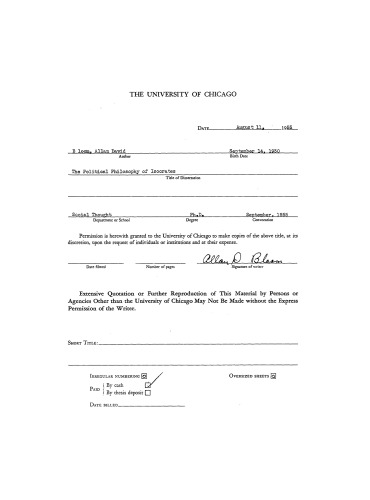 THE UNIVERSITY OF CHICAGO
DATE August 11, 1955
B loom, Allan David September 14, 1930
Author Birth Date
The Political Philosophy of Isocrates
Title of Dissertation
Social Thought Ph.D. September, 1955
Department or School Degree Convocation
Permission is herewith granted to the University of Chicago to make copies of the above title, at its
discretion, upon the request of individuals or institutions and at their expense.
Allan D Bloom
Date filmed Number of pages Signature of writer
Extensive Quotation or Further Reproduction of This Material by Persons or
Agencies Other than the University of Chicago May Not Be Made without the Express
Permission of the Writer.
SHORT TITLE:
IRREGULAR NUMBERING OVERSIZED SHEETS
PAID By cash
By thesis deposit
DATE BILLED